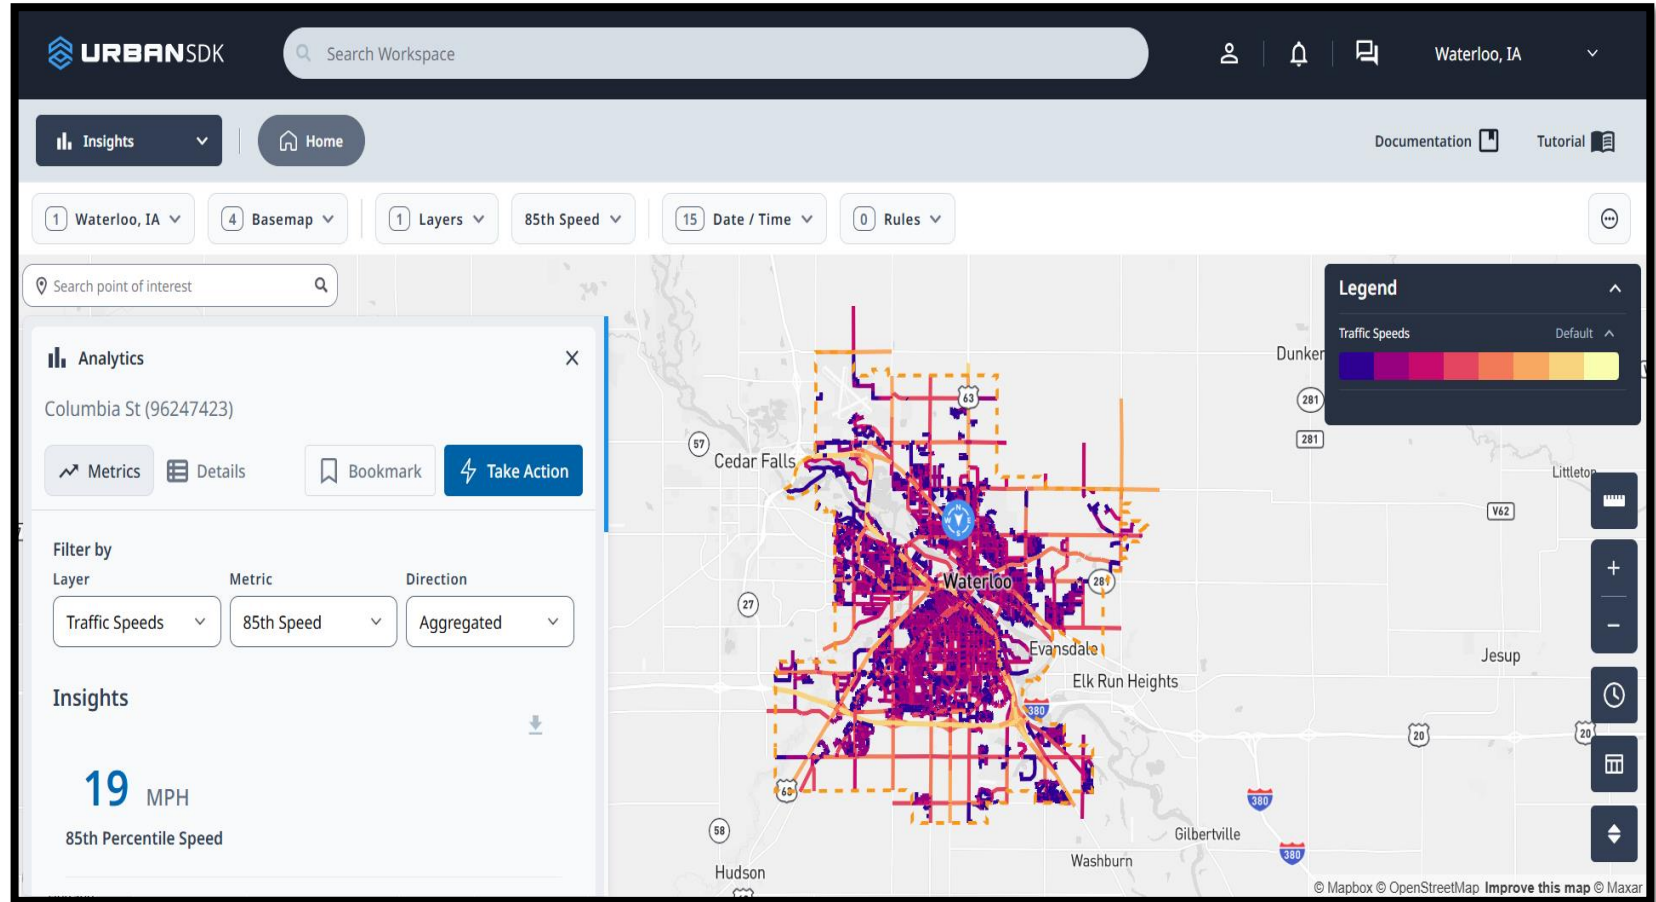 URBANSDK
Search Workspace
Waterloo, IA
Insights
Home
Documentation
Tutorial
1 Waterloo, IA
4 Basemap
1 Layers
85th Speed
15 Date / Time
0 Rules
Search point of interest
Analytics
Columbia St (96247423)
Metrics
Details
Bookmark
Take Action
Filter by
Layer
Metric
Direction
Traffic Speeds
85th Speed
Aggregated
Insights
19 MPH
85th Percentile Speed
Legend
Traffic Speeds
Default
Dunker
281
281
63
57
Cedar Falls
Littleton
V62
N
W E
S
Waterloo
281
27
Evansdale
Jesup
Elk Run Heights
380
20
20
63
380
58
Gilbertville
380
Washburn
Hudson
© Mapbox © OpenStreetMap Improve this map © Maxar